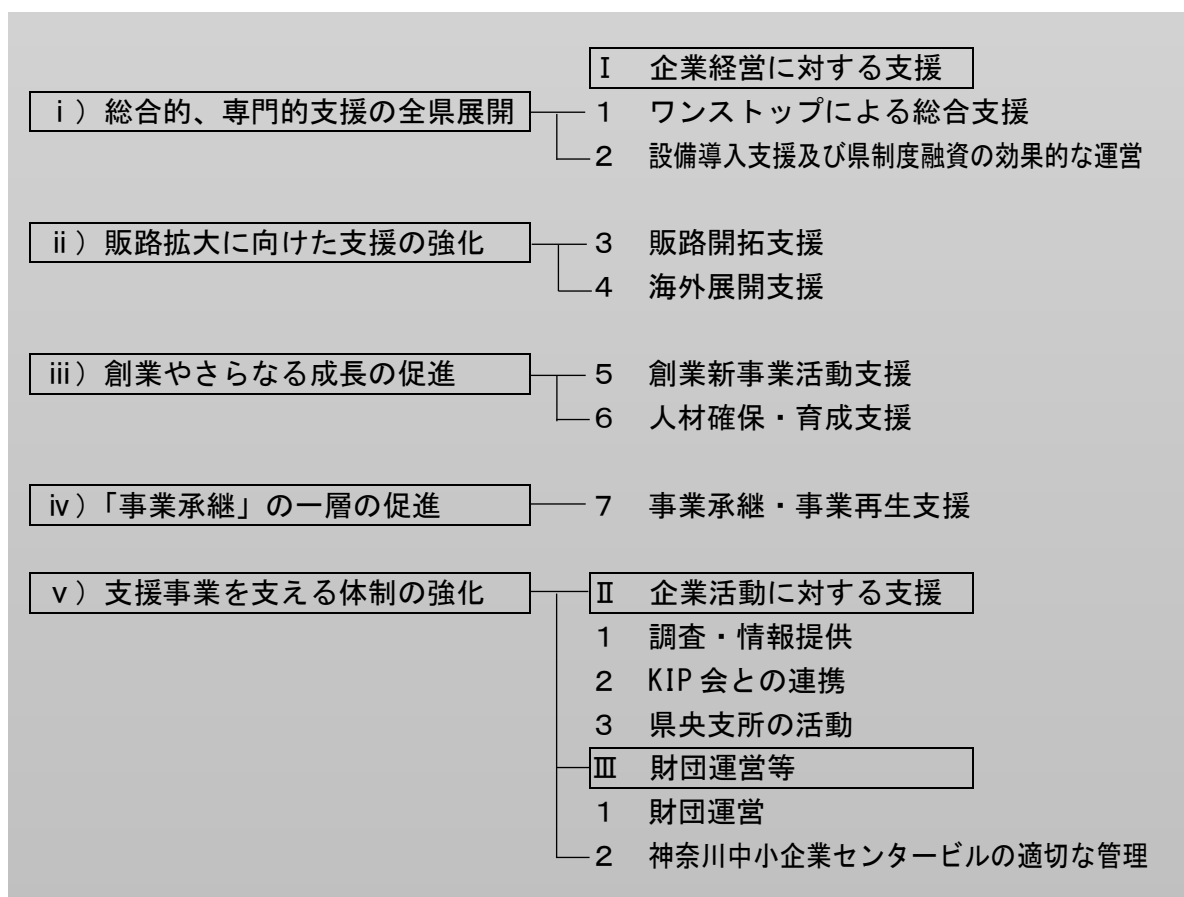 Ⅰ 企業経営に対する支援
ⅰ）総合的、専門的支援の全県展開 1 ワンストップによる総合支援
2 設備導入支援及び県制度融資の効果的な運営
ⅱ）販路拡大に向けた支援の強化 3 販路開拓支援
4 海外展開支援
ⅲ）創業やさらなる成長の促進 5 創業新事業活動支援
6 人材確保・育成支援
ⅳ）「事業承継」の一層の促進 7 事業承継・事業再生支援
ⅴ）支援事業を支える体制の強化 Ⅱ 企業活動に対する支援
1 調査・情報提供
2 KIP会との連携
3 県央支所の活動
Ⅲ 財団運営等
1 財団運営
2 神奈川中小企業センタービルの適切な管理